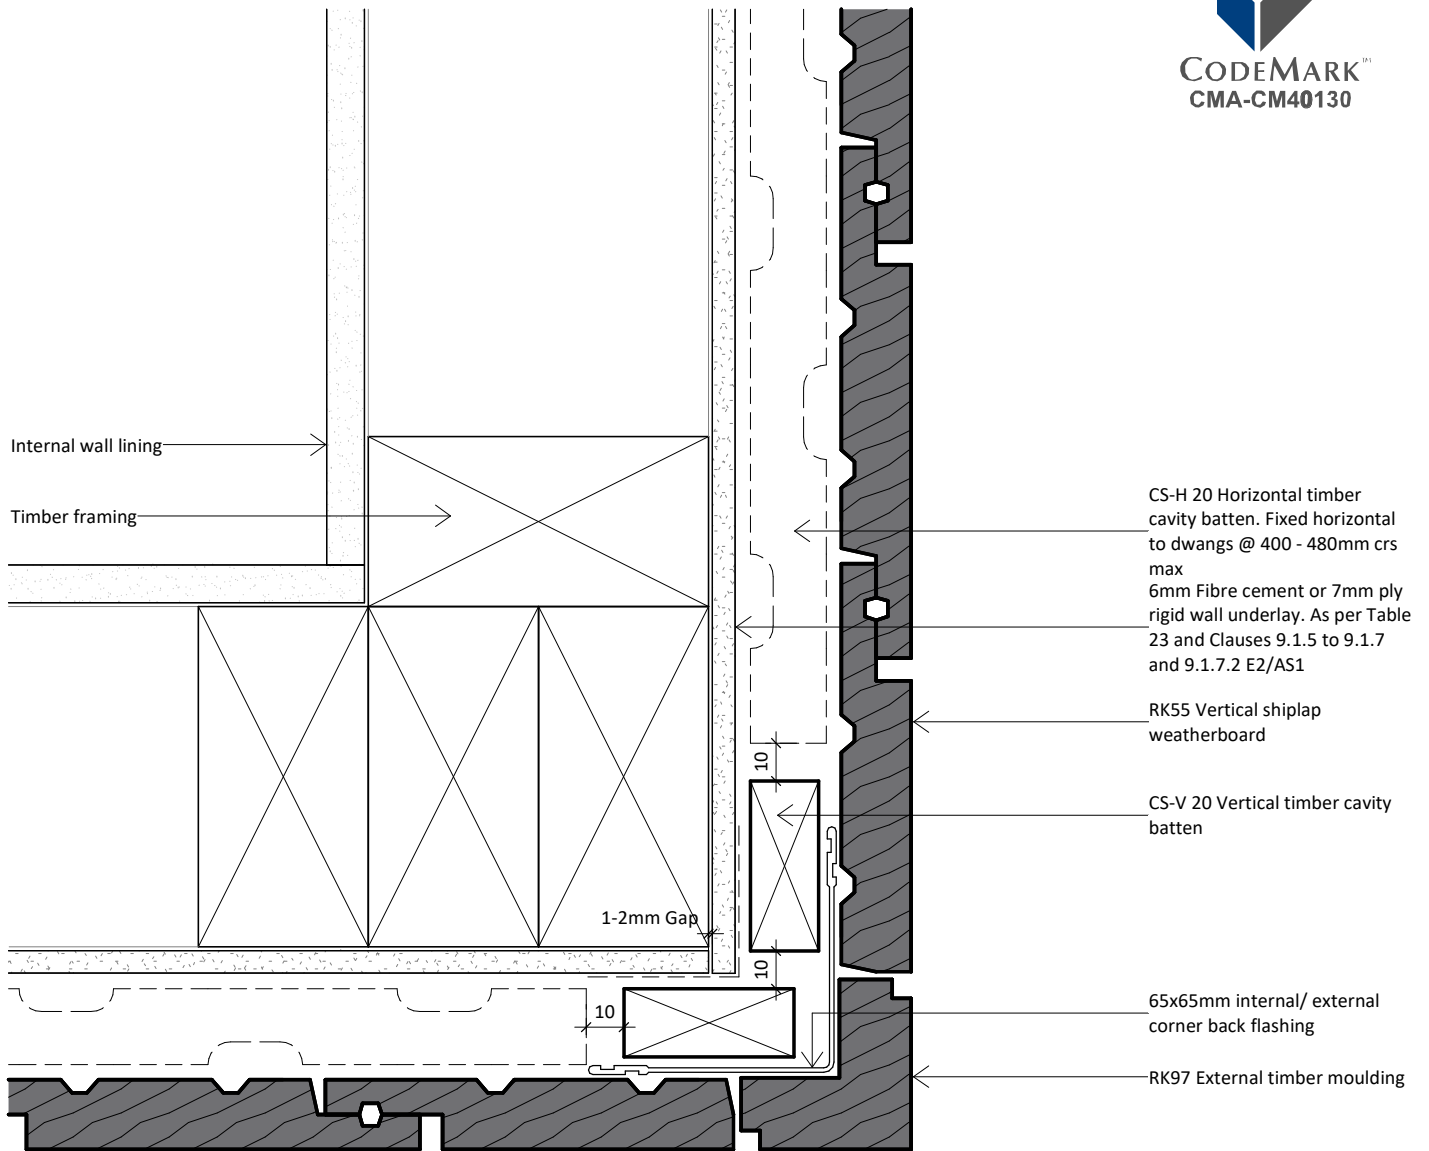 CODEMARK™
CMA-CM40130
Internal wall lining
Timber framing
CS-H 20 Horizontal timber
cavity batten. Fixed horizontal
to dwangs @ 400 - 480mm crs
max
6mm Fibre cement or 7mm ply
rigid wall underlay. As per Table
23 and Clauses 9.1.5 to 9.1.7
and 9.1.7.2 E2/AS1
RK55 Vertical shiplap
weatherboard
10
CS-V 20 Vertical timber cavity
batten
1-2mm Gap
10
10
65x65mm internal/ external
corner back flashing
RK97 External timber moulding